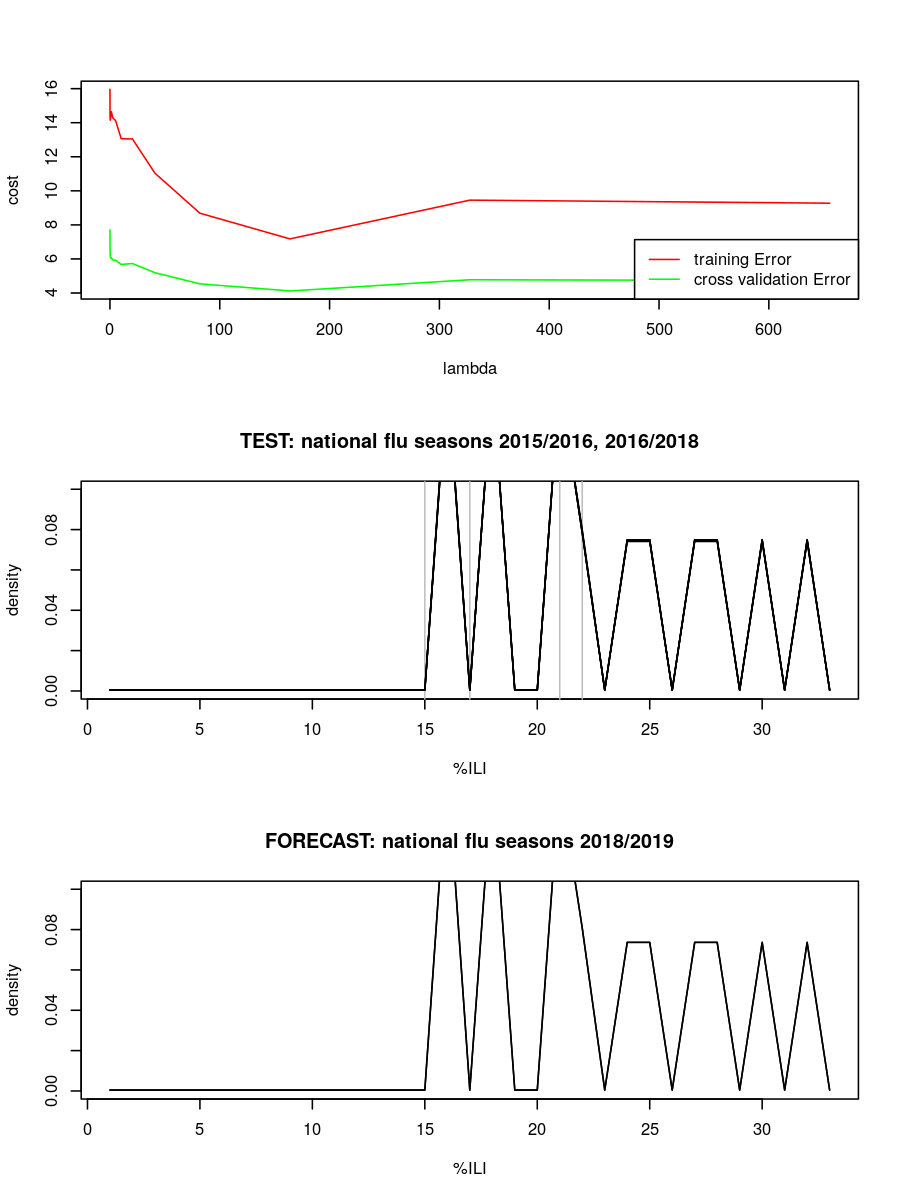 16
14
12
10
8
6
4
cost
training Error
cross validation Error
0 100 200 300 400 500 600
lambda
TEST: national flu seasons 2015/2016, 2016/2018
0.08
0.04
0.00
density
0 5 10 15 20 25 30
%ILI
FORECAST: national flu seasons 2018/2019
0.08
0.04
0.00
density
0 5 10 15 20 25 30
%ILI